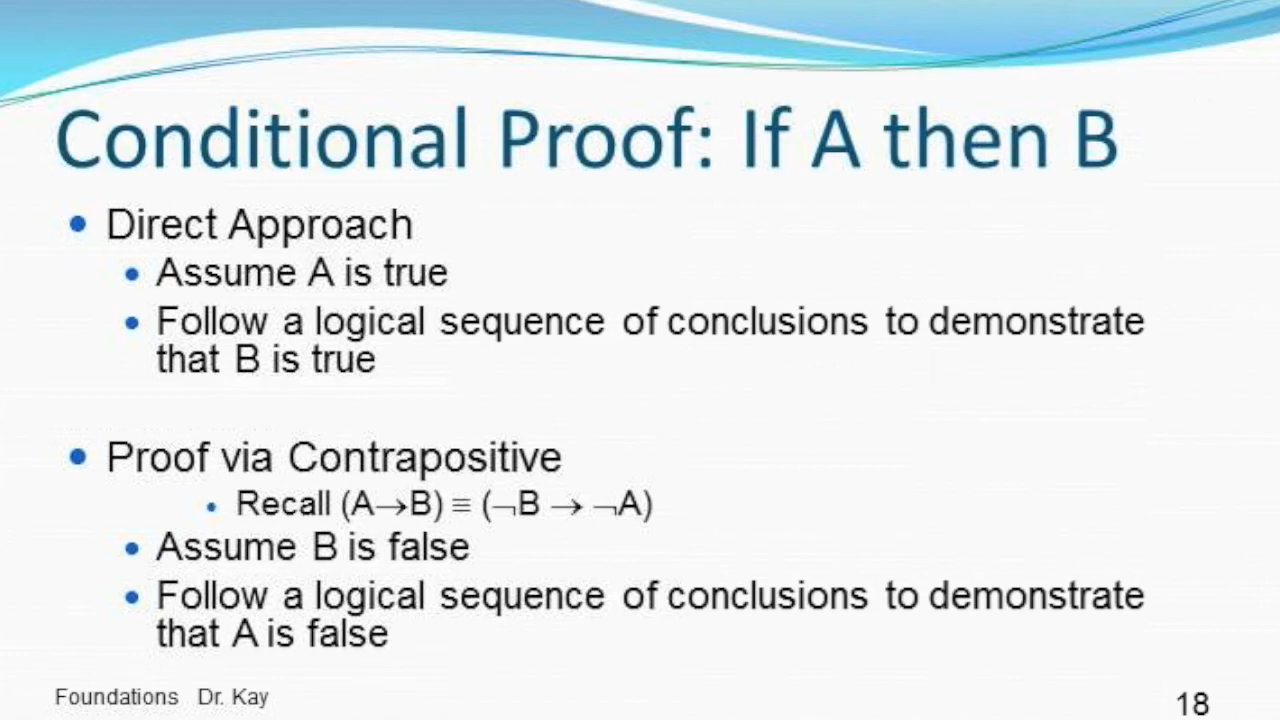 Conditional Proof: If A then B
• Direct Approach
• Assume A is true
• Follow a logical sequence of conclusions to demonstrate
that B is true
• Proof via Contrapositive
• Recall (A→B) ≡ (¬B → ¬A)
• Assume B is false
• Follow a logical sequence of conclusions to demonstrate
that A is false
Foundations Dr. Kay
18